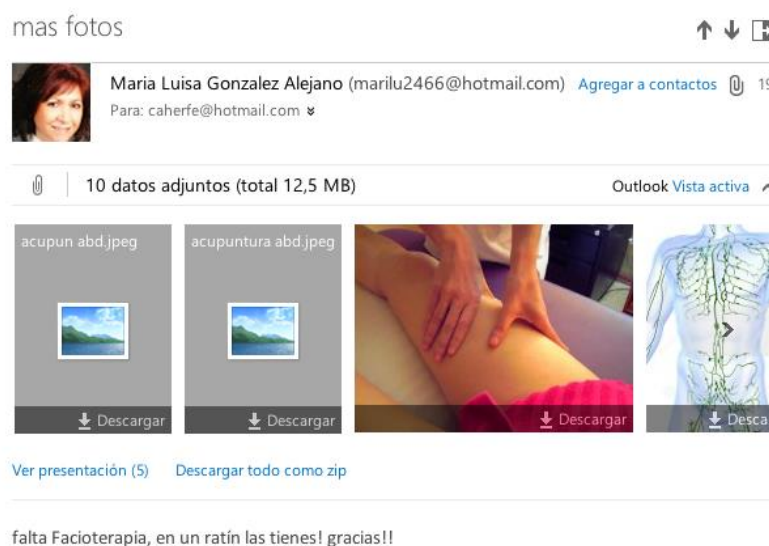 mas fotos
Maria Luisa Gonzalez Alejano (marilu2466@hotmail.com) Agregar a contactos 19
Para: caherfe@hotmail.com
10 datos adjuntos (total 12,5 MB) Outlook Vista activa
acupun abd.jpeg acupuntura abd.jpeg
Descargar Descargar Descargar Desca
Ver presentación (5) Descargar todo como zip
falta Facioterapia, en un ratín las tienes! gracias!!